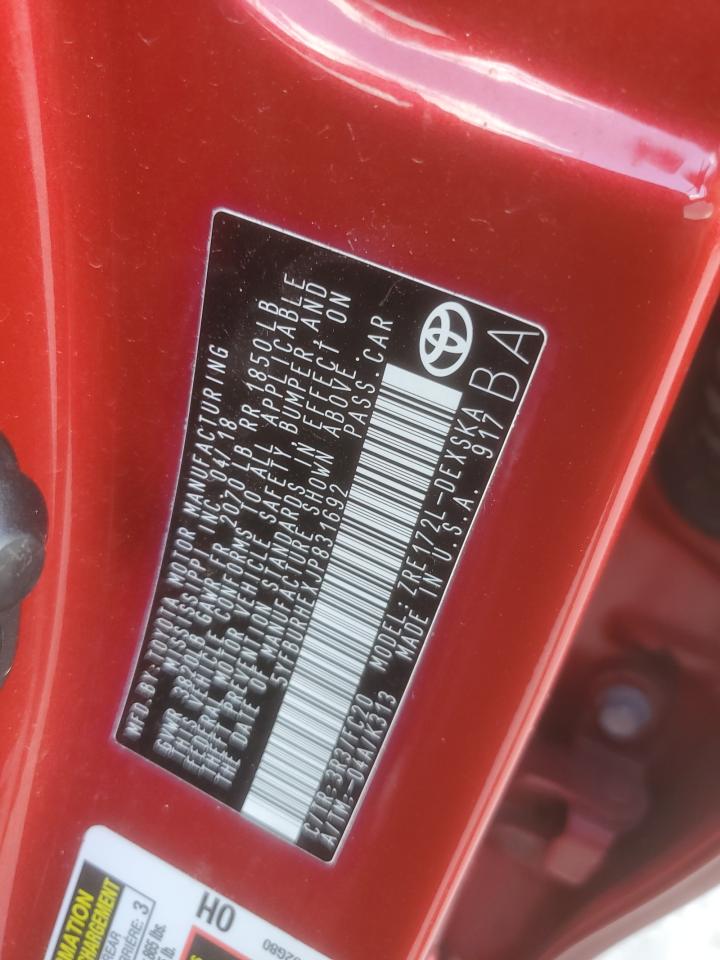 MFD. BY: TOYOTA MOTOR MANUFACTURING
MISSISSIPPI INC. 04/18
GVWR 3820LB GAWR FR 2070 LB RR 1850 LB
THIS VEHICLE CONFORMS TO ALL APPLICABLE
FEDERAL MOTOR VEHICLE SAFETY BUMPER, AND
THEFT PREVENTION STANDARDS IN EFFECT ON
THE DATE OF MANUFACTURE SHOWN ABOVE.
5YFBURHEXJP831692 PASS. CAR
C/TR: 3R3/FC20 MODEL: ZRE172L-DEXSKA
A/TM: -04A/K313 MADE IN U.S.A. 917
BA
HO